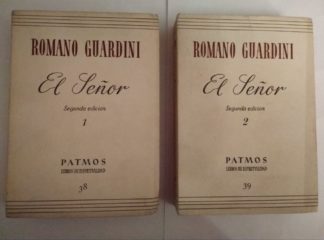 ROMANO GUARDINI
El Señor
Segunda edicion
1
PATMOS
LIBROS DE ESPIRITUALIDAD
38
ROMANO GUARDINI
El Señor
Segunda edicion
2
PATMOS
LIBROS DE ESPIRITUALIDAD
39